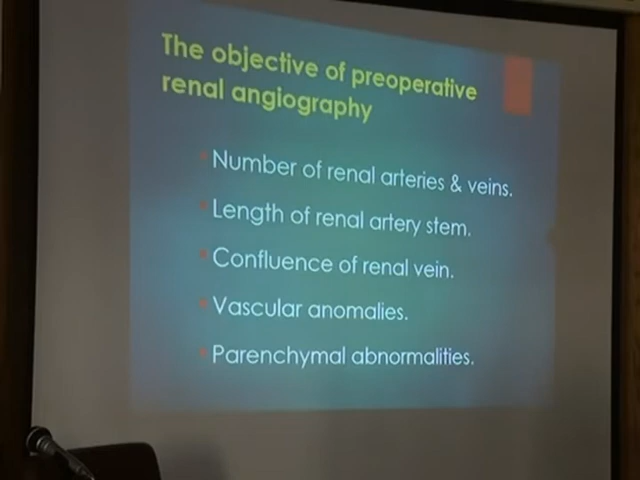 The objective of preoperative
renal angiography
Number of renal arteries & veins.
Length of renal artery stem.
Confluence of renal vein.
Vascular anomalies.
Parenchymal abnormalities.